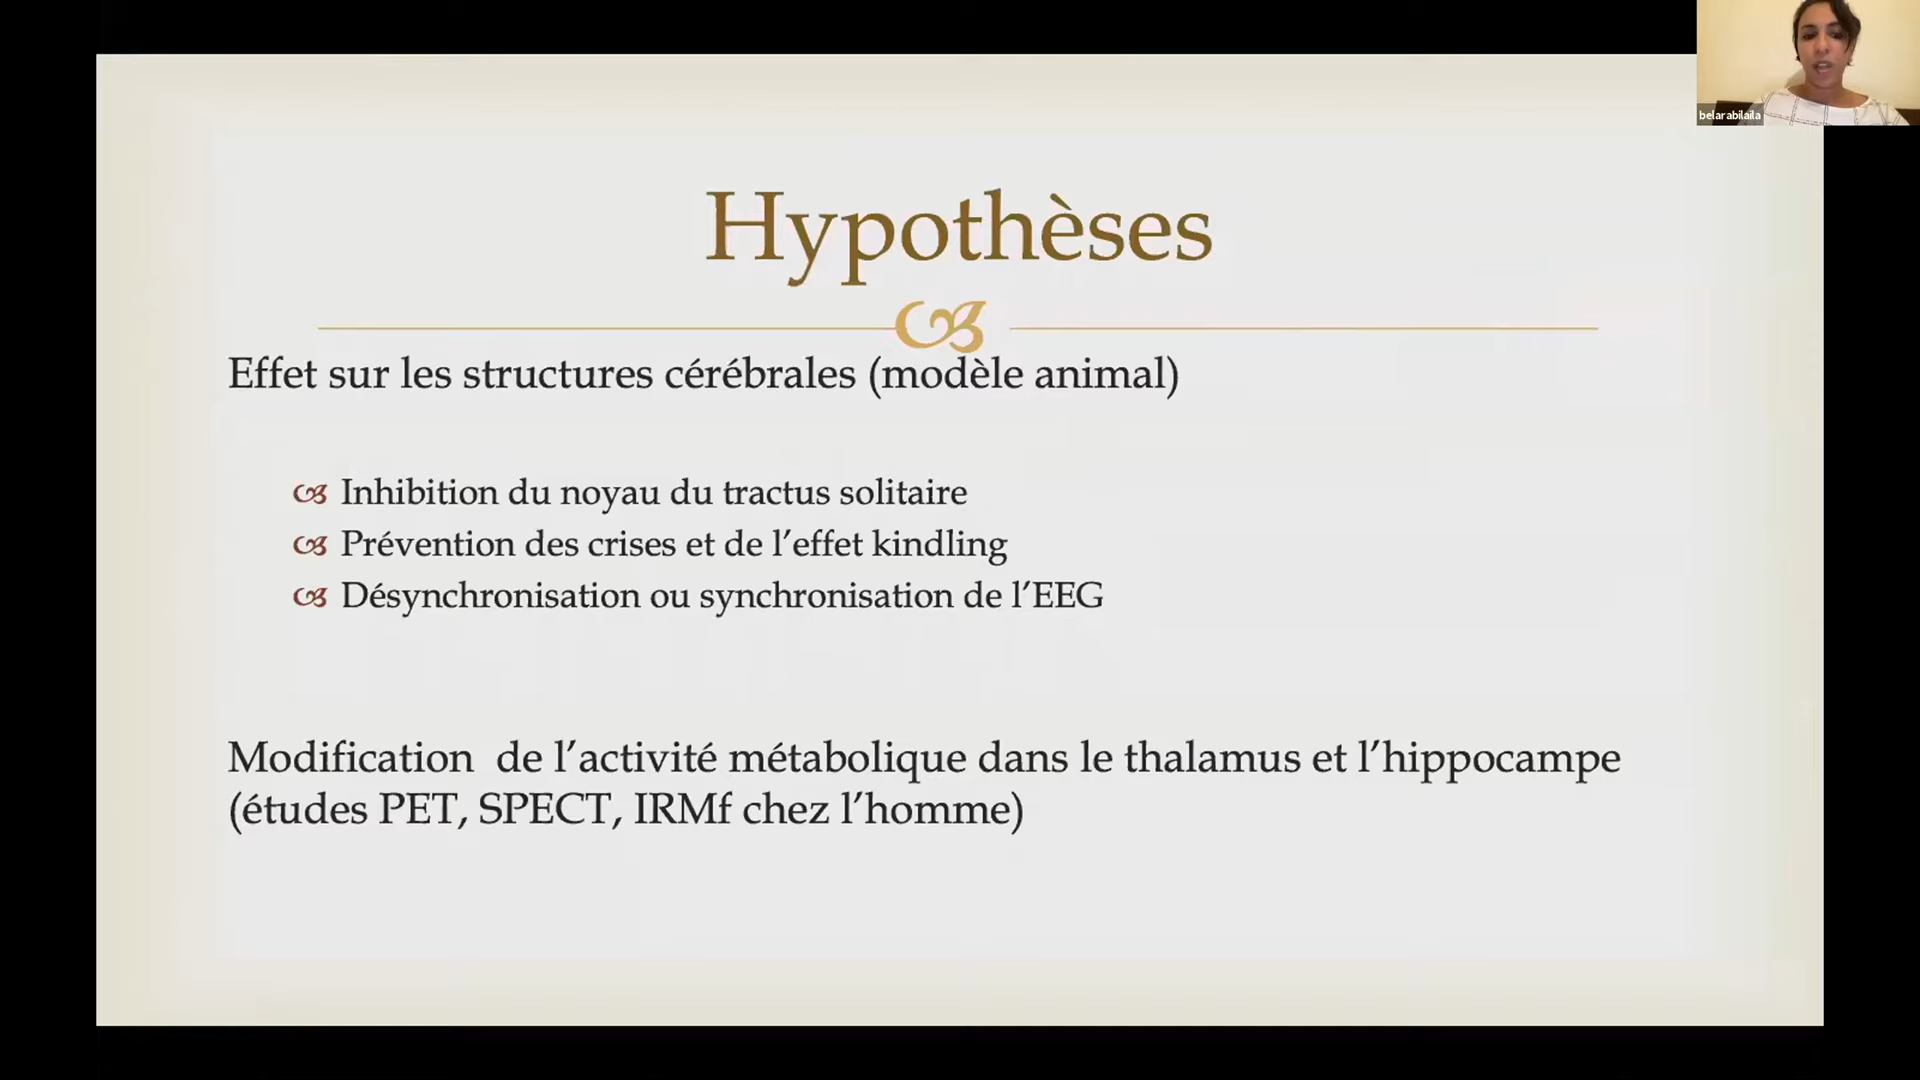 belarabilaila
Hypothèses
Effet sur les structures cérébrales (modèle animal)
Inhibition du noyau du tractus solitaire
Prévention des crises et de l’effet kindling
Désynchronisation ou synchronisation de l’EEG
Modification de l’activité métabolique dans le thalamus et l’hippocampe
(études PET, SPECT, IRMf chez l’homme)